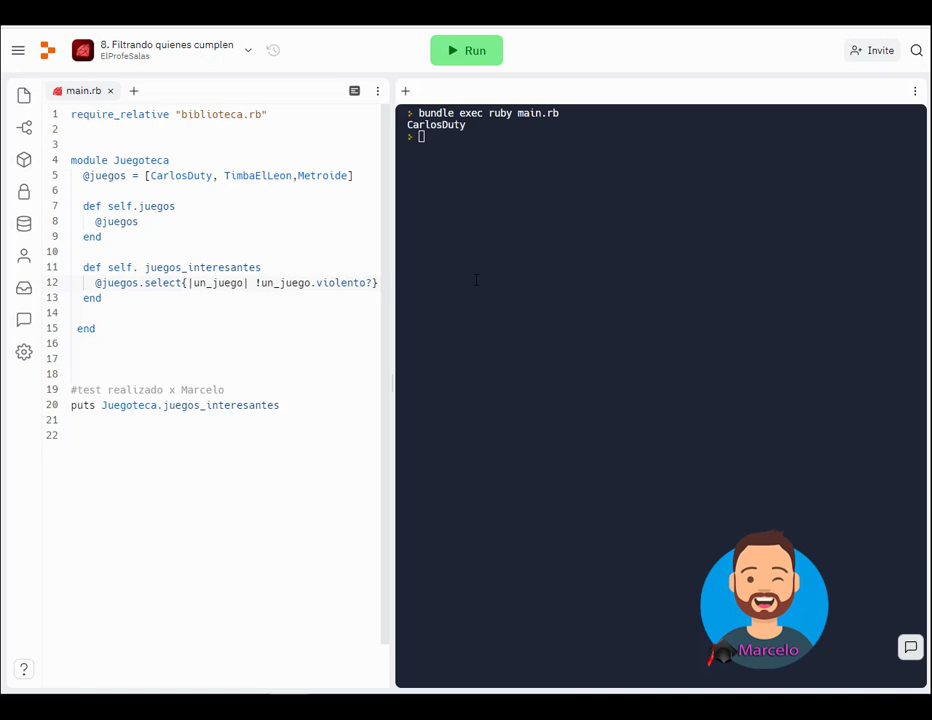 8. Filtrando quienes cumplen
ElProfeSalas
Run
Invite
main.rb
1 require_relative "biblioteca.rb"
2
3
4 module Juegoteca
5 @juegos = [CarlosDuty, TimbaElLeon,Metroide]
6
7 def self.juegos
8 @juegos
9 end
10
11 def self. juegos_interesantes
12 @juegos.select{|un_juego| !un_juego.violento?}
13 end
14
15 end
16
17
18
19 #test realizado x Marcelo
20 puts Juegoteca.juegos_interesantes
21
22
> bundle exec ruby main.rb
CarlosDuty
>
Marcelo
?